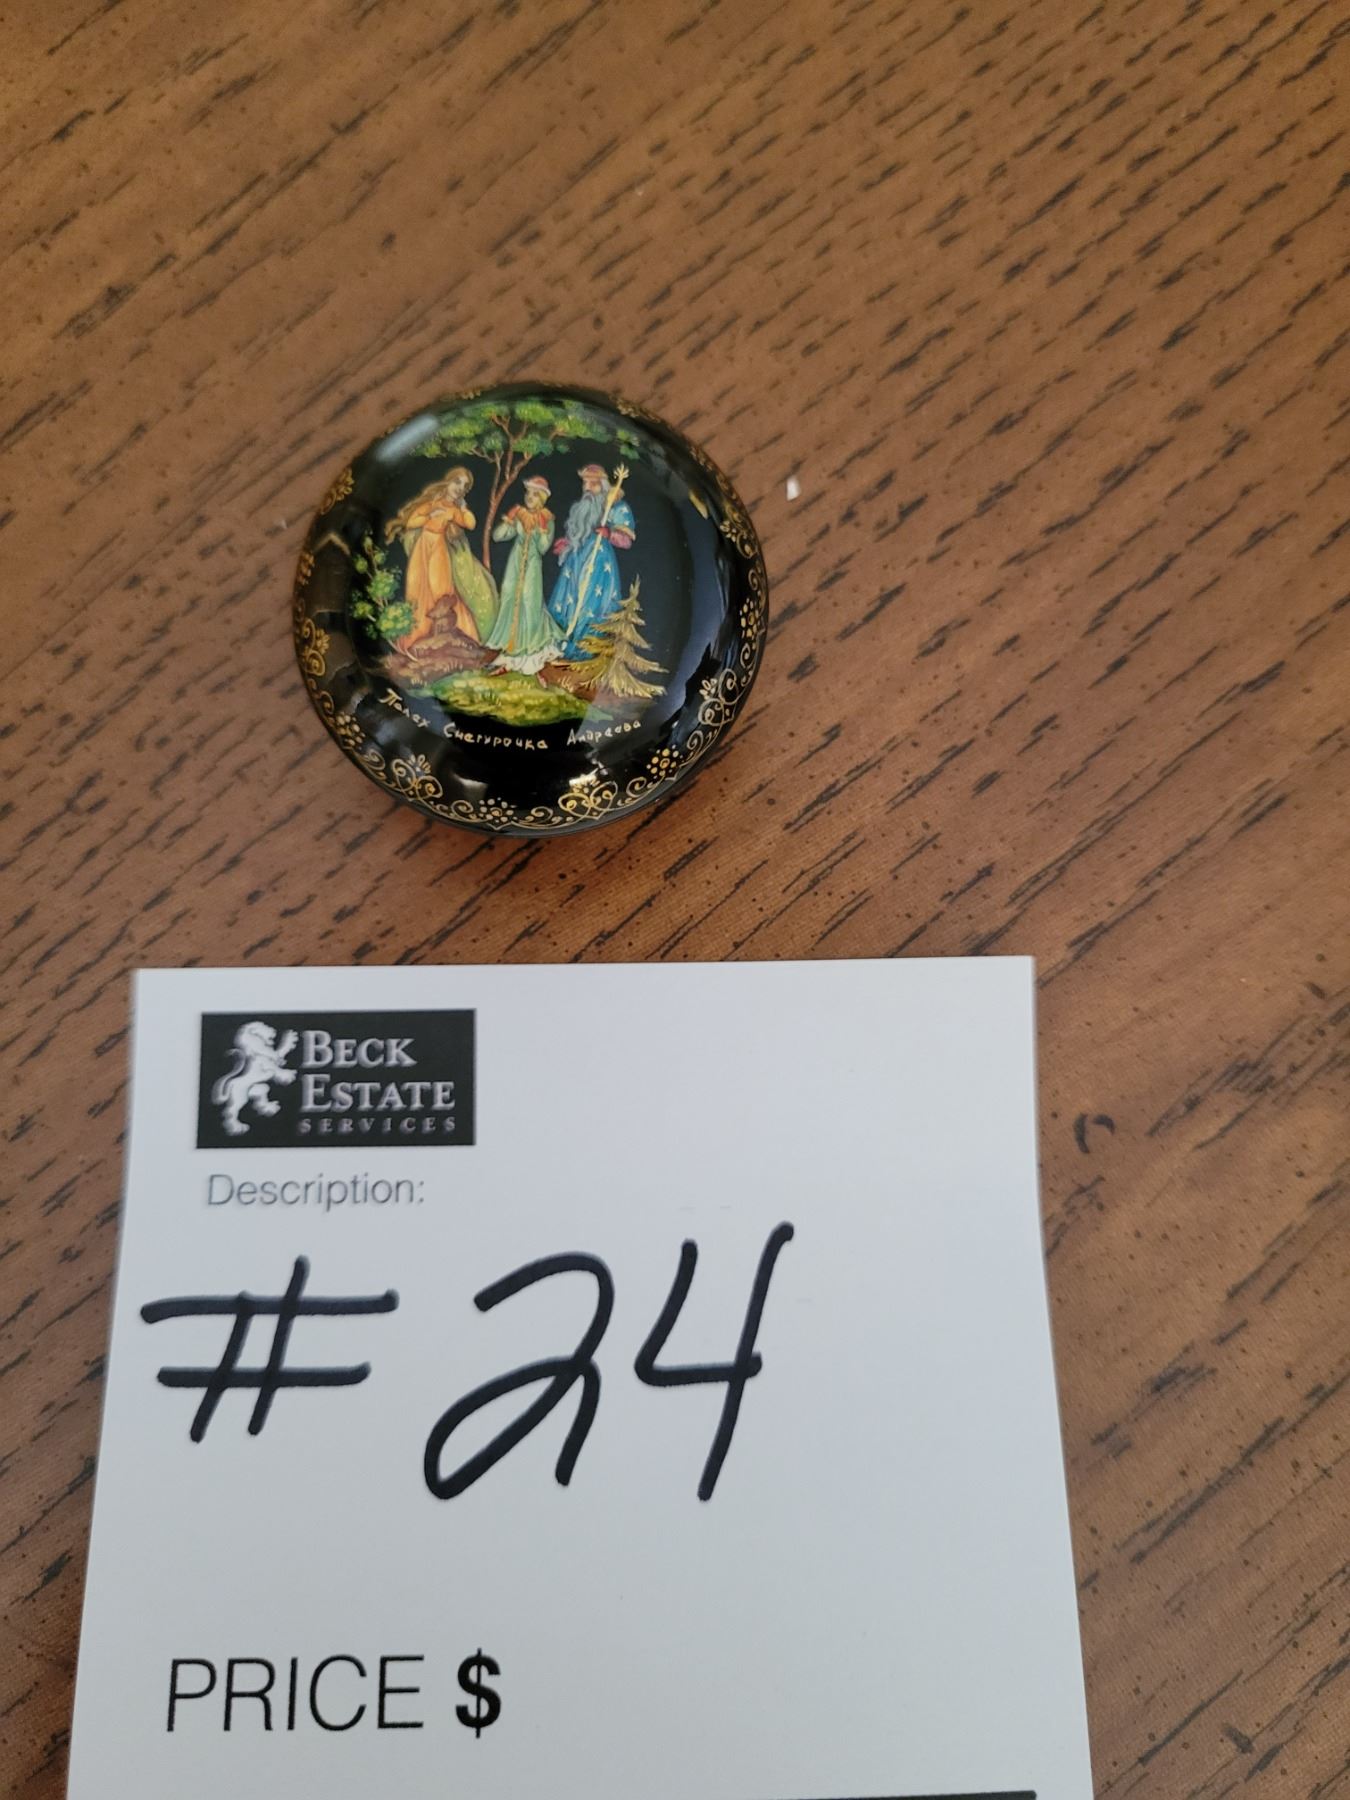 Палех Снегурочка Андреева
BECK
ESTATE
SERVICES
Description:
# 24
PRICE $